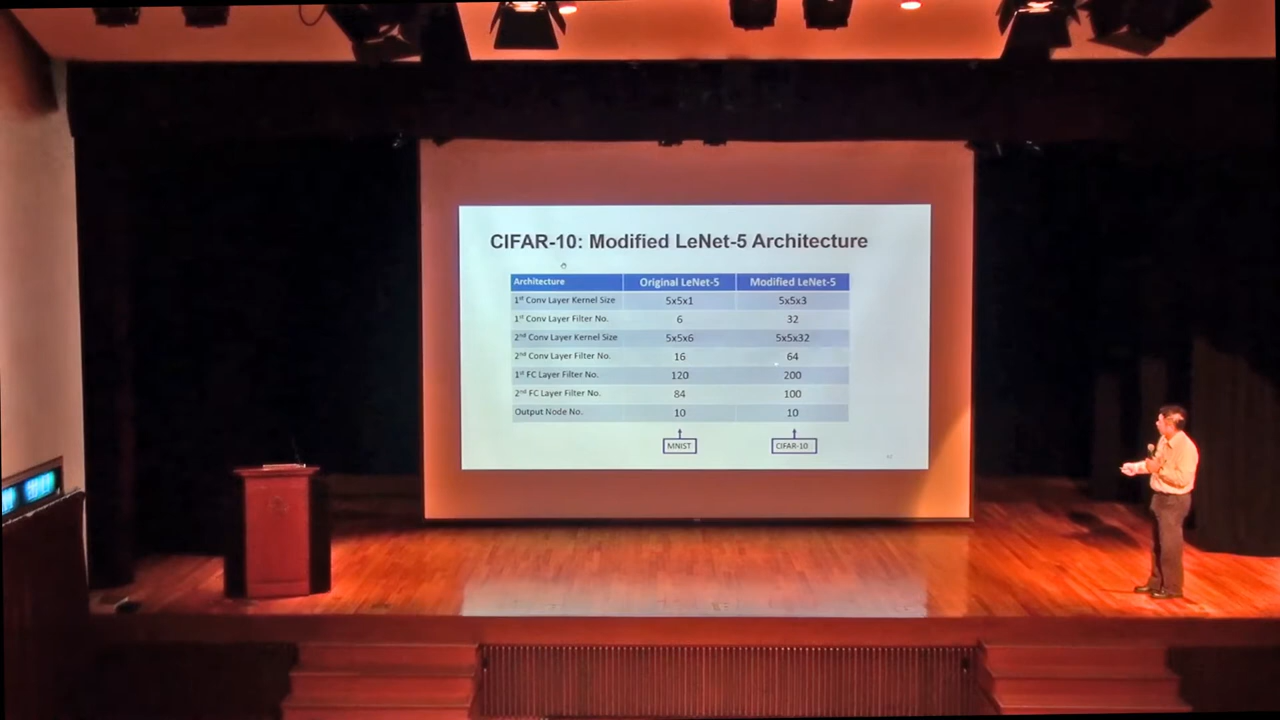 CIFAR-10: Modified LeNet-5 Architecture
Architecture Original LeNet-5 Modified LeNet-5
1st Conv Layer Kernel Size 5x5x1 5x5x3
1st Conv Layer Filter No. 6 32
2nd Conv Layer Kernel Size 5x5x6 5x5x32
2nd Conv Layer Filter No. 16 64
1st FC Layer Filter No. 120 200
2nd FC Layer Filter No. 84 100
Output Node No. 10 10
MNIST CIFAR-10